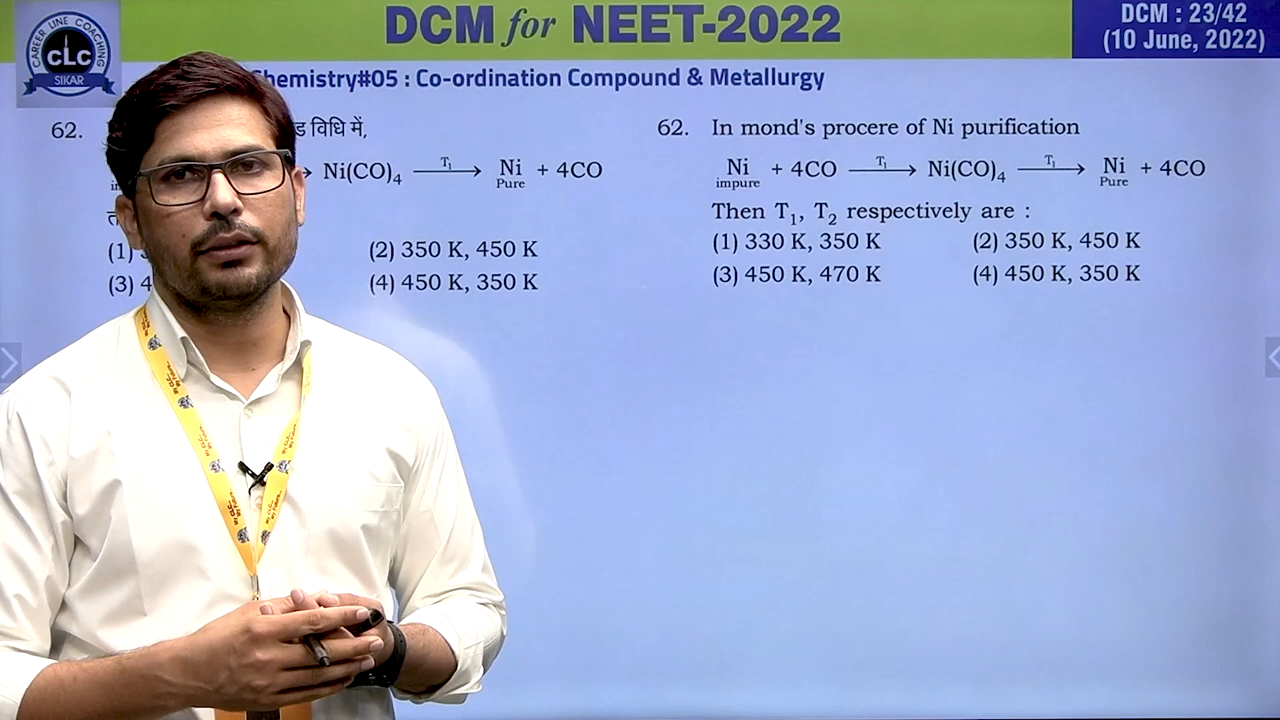 DCM for NEET-2022
DCM : 23/42
(10 June, 2022)
CAREER LINE COACHING
CLC
SIKAR
Chemistry#05 : Co-ordination Compound & Metallurgy
62.
विधि में,
Ni(CO)₄ —T₁→ Ni + 4CO
Pure
(1)
(2) 350 K, 450 K
(3) 4
(4) 450 K, 350 K
62. In mond's procere of Ni purification
Ni + 4CO —T₁→ Ni(CO)₄ —T₁→ Ni + 4CO
impure Pure
Then T₁, T₂ respectively are :
(1) 330 K, 350 K (2) 350 K, 450 K
(3) 450 K, 470 K (4) 450 K, 350 K